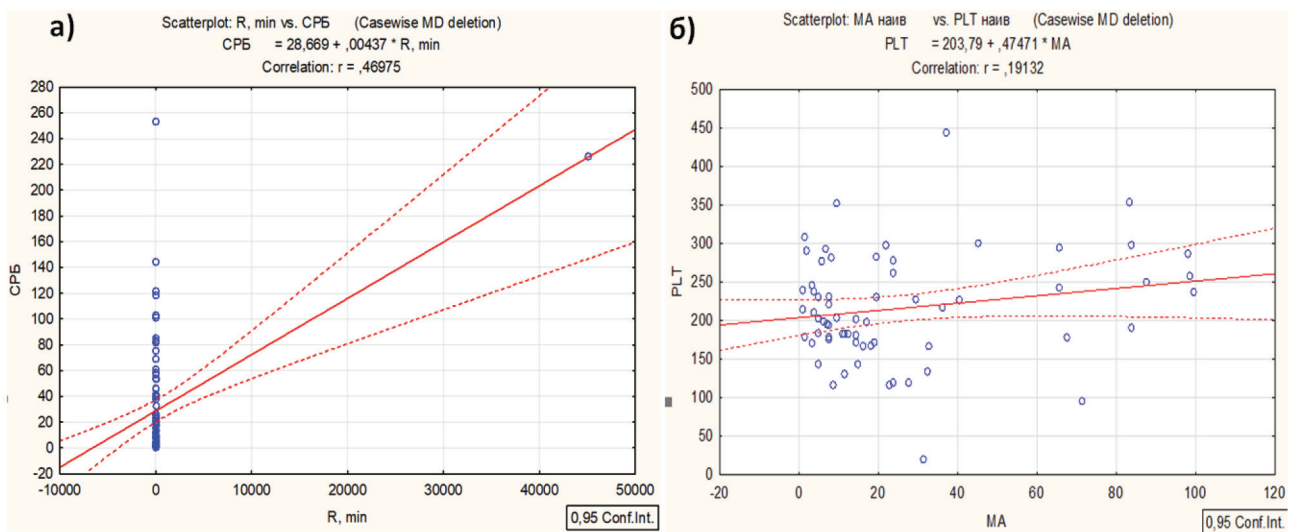 а)
Scatterplot: R, min vs. СРБ (Casewise MD deletion)
СРБ = 28,669 + ,00437 * R, min
Correlation: r = ,46975
280
260
240
220
200
180
160
140
120
100
80
60
40
20
0
-20
СРБ
-10000 0 10000 20000 30000 40000 50000
R, min
0,95 Conf.Int.
б)
Scatterplot: МА наив vs. PLT наив (Casewise MD deletion)
PLT = 203,79 + ,47471 * MA
Correlation: r = ,19132
500
450
400
350
300
250
200
150
100
50
0
PLT
-20 0 20 40 60 80 100 120
MA
0,95 Conf.Int.